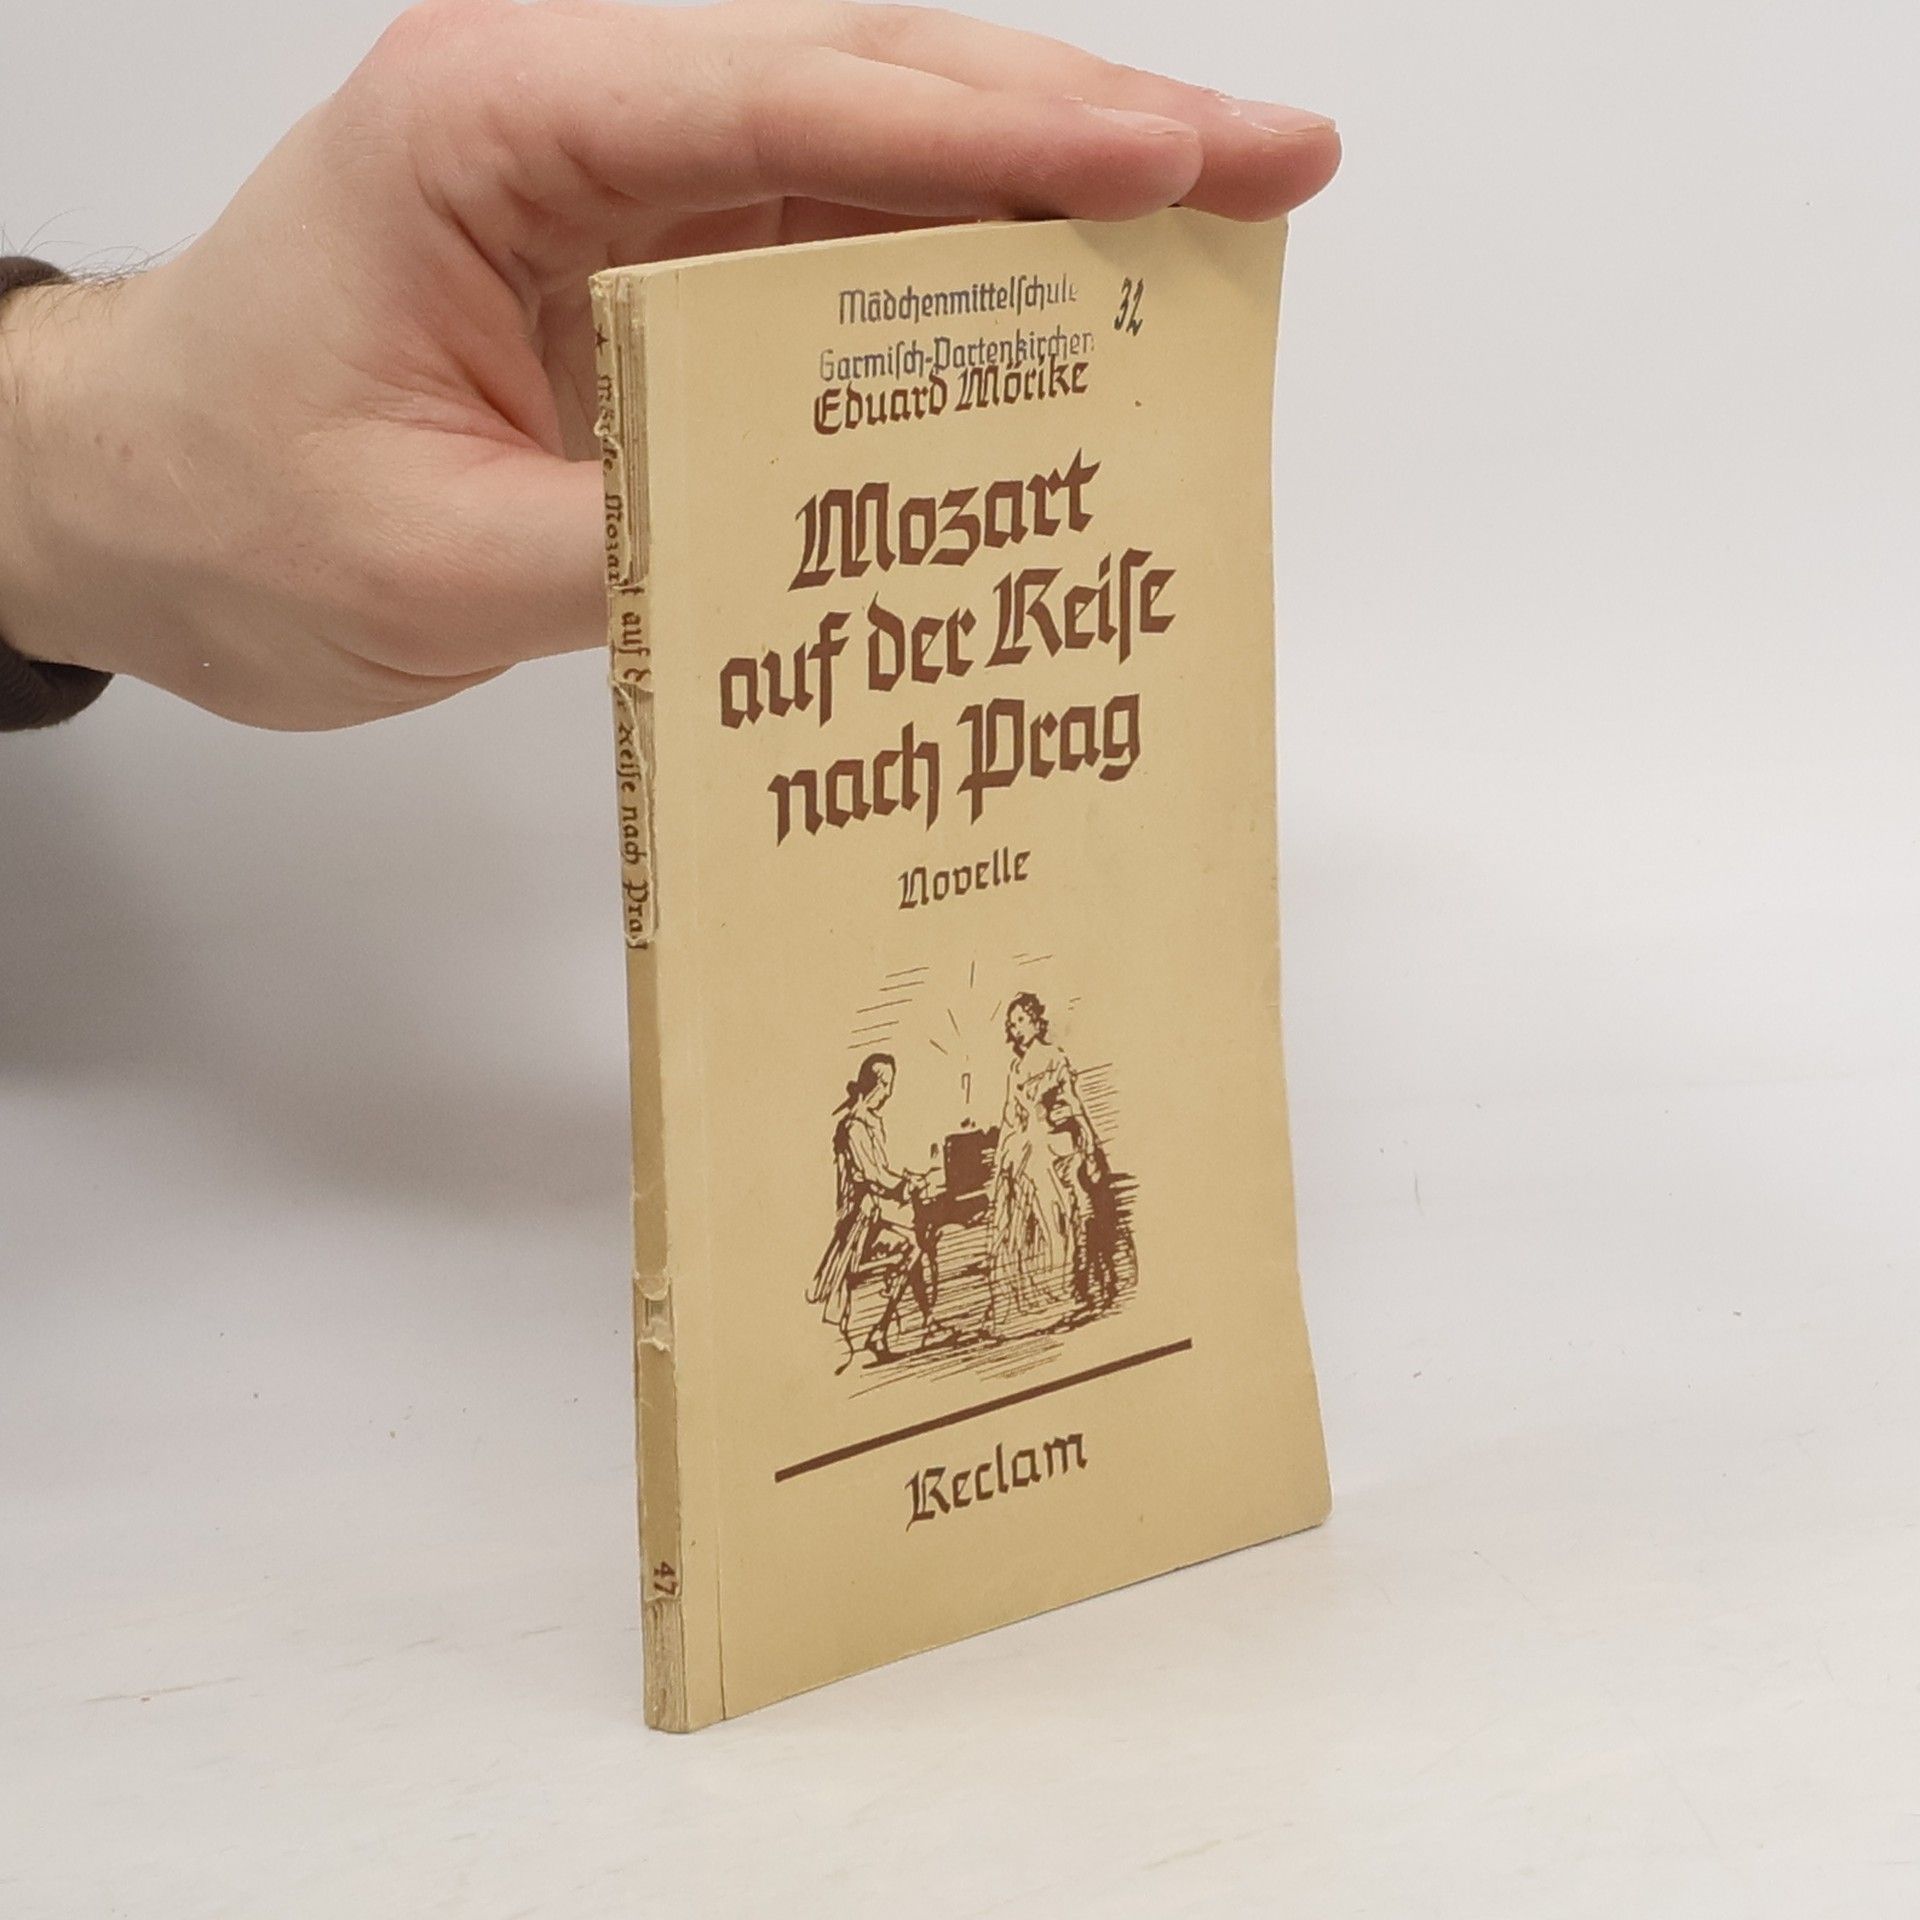 Mädchenmittelſchule
32
Garmiſch-Partenkirchen
Eduard Mörike
Mozart
auf der Reiſe
nach Prag
Novelle
Reclam
★ Mörike, Mozart auf der Reiſe nach Prag
47